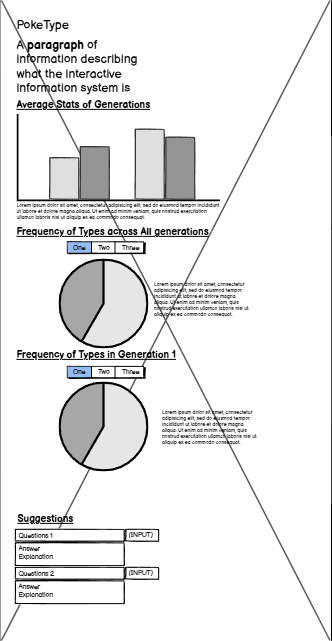 PokeType
A paragraph of
information describing
what the interactive
information system is
Average Stats of Generations
Lorem ipsum dolor sit amet, consectetur adipisicing elit, sed do eiusmod tempor incididunt
ut labore et dolore magna aliqua. Ut enim ad minim veniam, quis nostrud exercitation
ullamco laboris nisi ut aliquip ex ea commodo consequat.
Frequency of Types across All generations
One Two Three
Lorem ipsum dolor sit amet, consectetur
adipisicing elit, sed do eiusmod tempor
incididunt ut labore et dolore magna
aliqua. Ut enim ad minim veniam, quis
nostrud exercitation ullamco laboris nisi ut
aliquip ex ea commodo consequat.
Frequency of Types in Generation 1
One Two Three
Lorem ipsum dolor sit amet, consectetur
adipisicing elit, sed do eiusmod tempor
incididunt ut labore et dolore magna
aliqua. Ut enim ad minim veniam, quis
nostrud exercitation ullamco laboris nisi ut
aliquip ex ea commodo consequat.
Suggestions
Questions 1 (INPUT)
Answer
Explanation
Questions 2 (INPUT)
Answer
Explanation